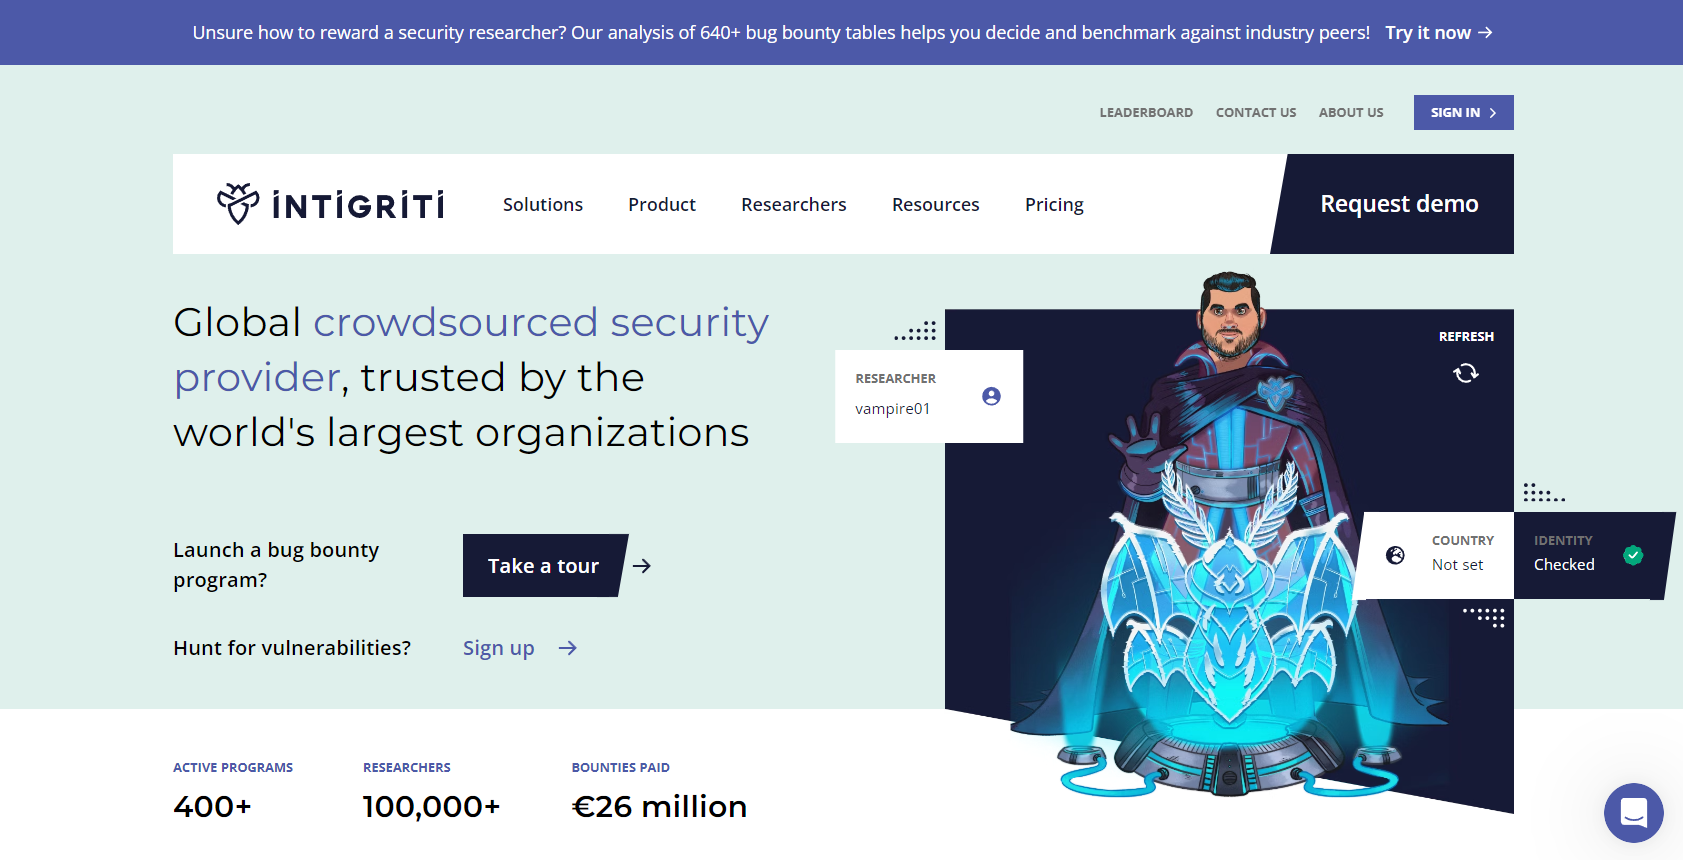 Unsure how to reward a security researcher? Our analysis of 640+ bug bounty tables helps you decide and benchmark against industry peers! Try it now →
LEADERBOARD CONTACT US ABOUT US SIGN IN
INTIGRITI Solutions Product Researchers Resources Pricing Request demo
Global crowdsourced security
provider, trusted by the
world's largest organizations
REFRESH
RESEARCHER
vampire01
COUNTRY
Not set
IDENTITY
Checked
Launch a bug bounty
program?
Take a tour →
Hunt for vulnerabilities? Sign up →
ACTIVE PROGRAMS
400+
RESEARCHERS
100,000+
BOUNTIES PAID
€26 million